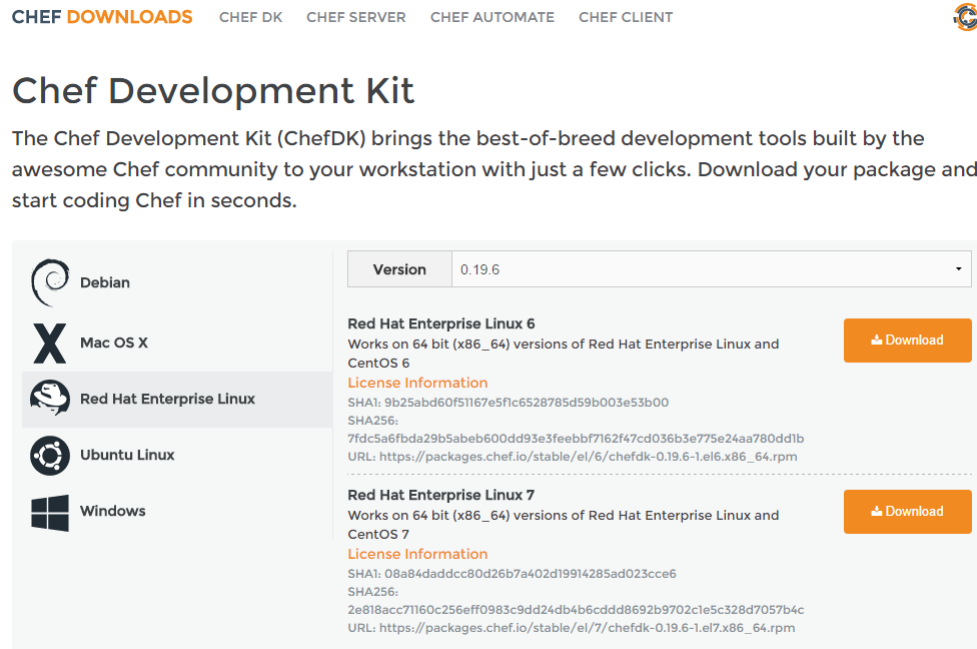 CHEF DOWNLOADS CHEF DK CHEF SERVER CHEF AUTOMATE CHEF CLIENT
Chef Development Kit
The Chef Development Kit (ChefDK) brings the best-of-breed development tools built by the
awesome Chef community to your workstation with just a few clicks. Download your package and
start coding Chef in seconds.
Debian
Mac OS X
Red Hat Enterprise Linux
Ubuntu Linux
Windows
Version 0.19.6
Red Hat Enterprise Linux 6
Works on 64 bit (x86_64) versions of Red Hat Enterprise Linux and
CentOS 6
License Information
SHA1: 9b25abd60f51167e5f1c6528785d59b003e53b00
SHA256:
7fdc5a6fbda29b5abeb600dd93e3feebbf7162f47cd036b3e775e24aa780dd1b
URL: https://packages.chef.io/stable/el/6/chefdk-0.19.6-1.el6.x86_64.rpm
Download
Red Hat Enterprise Linux 7
Works on 64 bit (x86_64) versions of Red Hat Enterprise Linux and
CentOS 7
License Information
SHA1: 08a84daddcc80d26b7a402d19914285ad023cce6
SHA256:
2e818acc71160c256eff0983c9dd24db4b6cddd8692b9702c1e5c328d7057b4c
URL: https://packages.chef.io/stable/el/7/chefdk-0.19.6-1.el7.x86_64.rpm
Download